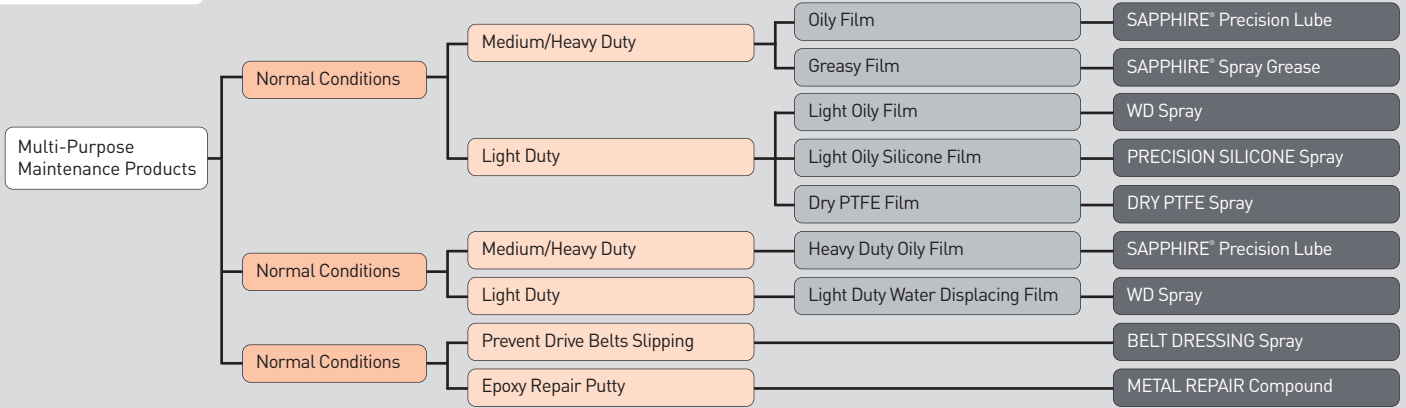 Multi-Purpose
Maintenance Products
Normal Conditions
Medium/Heavy Duty
Oily Film
SAPPHIRE® Precision Lube
Greasy Film
SAPPHIRE® Spray Grease
Light Duty
Light Oily Film
WD Spray
Light Oily Silicone Film
PRECISION SILICONE Spray
Dry PTFE Film
DRY PTFE Spray
Normal Conditions
Medium/Heavy Duty
Heavy Duty Oily Film
SAPPHIRE® Precision Lube
Light Duty
Light Duty Water Displacing Film
WD Spray
Normal Conditions
Prevent Drive Belts Slipping
BELT DRESSING Spray
Epoxy Repair Putty
METAL REPAIR Compound